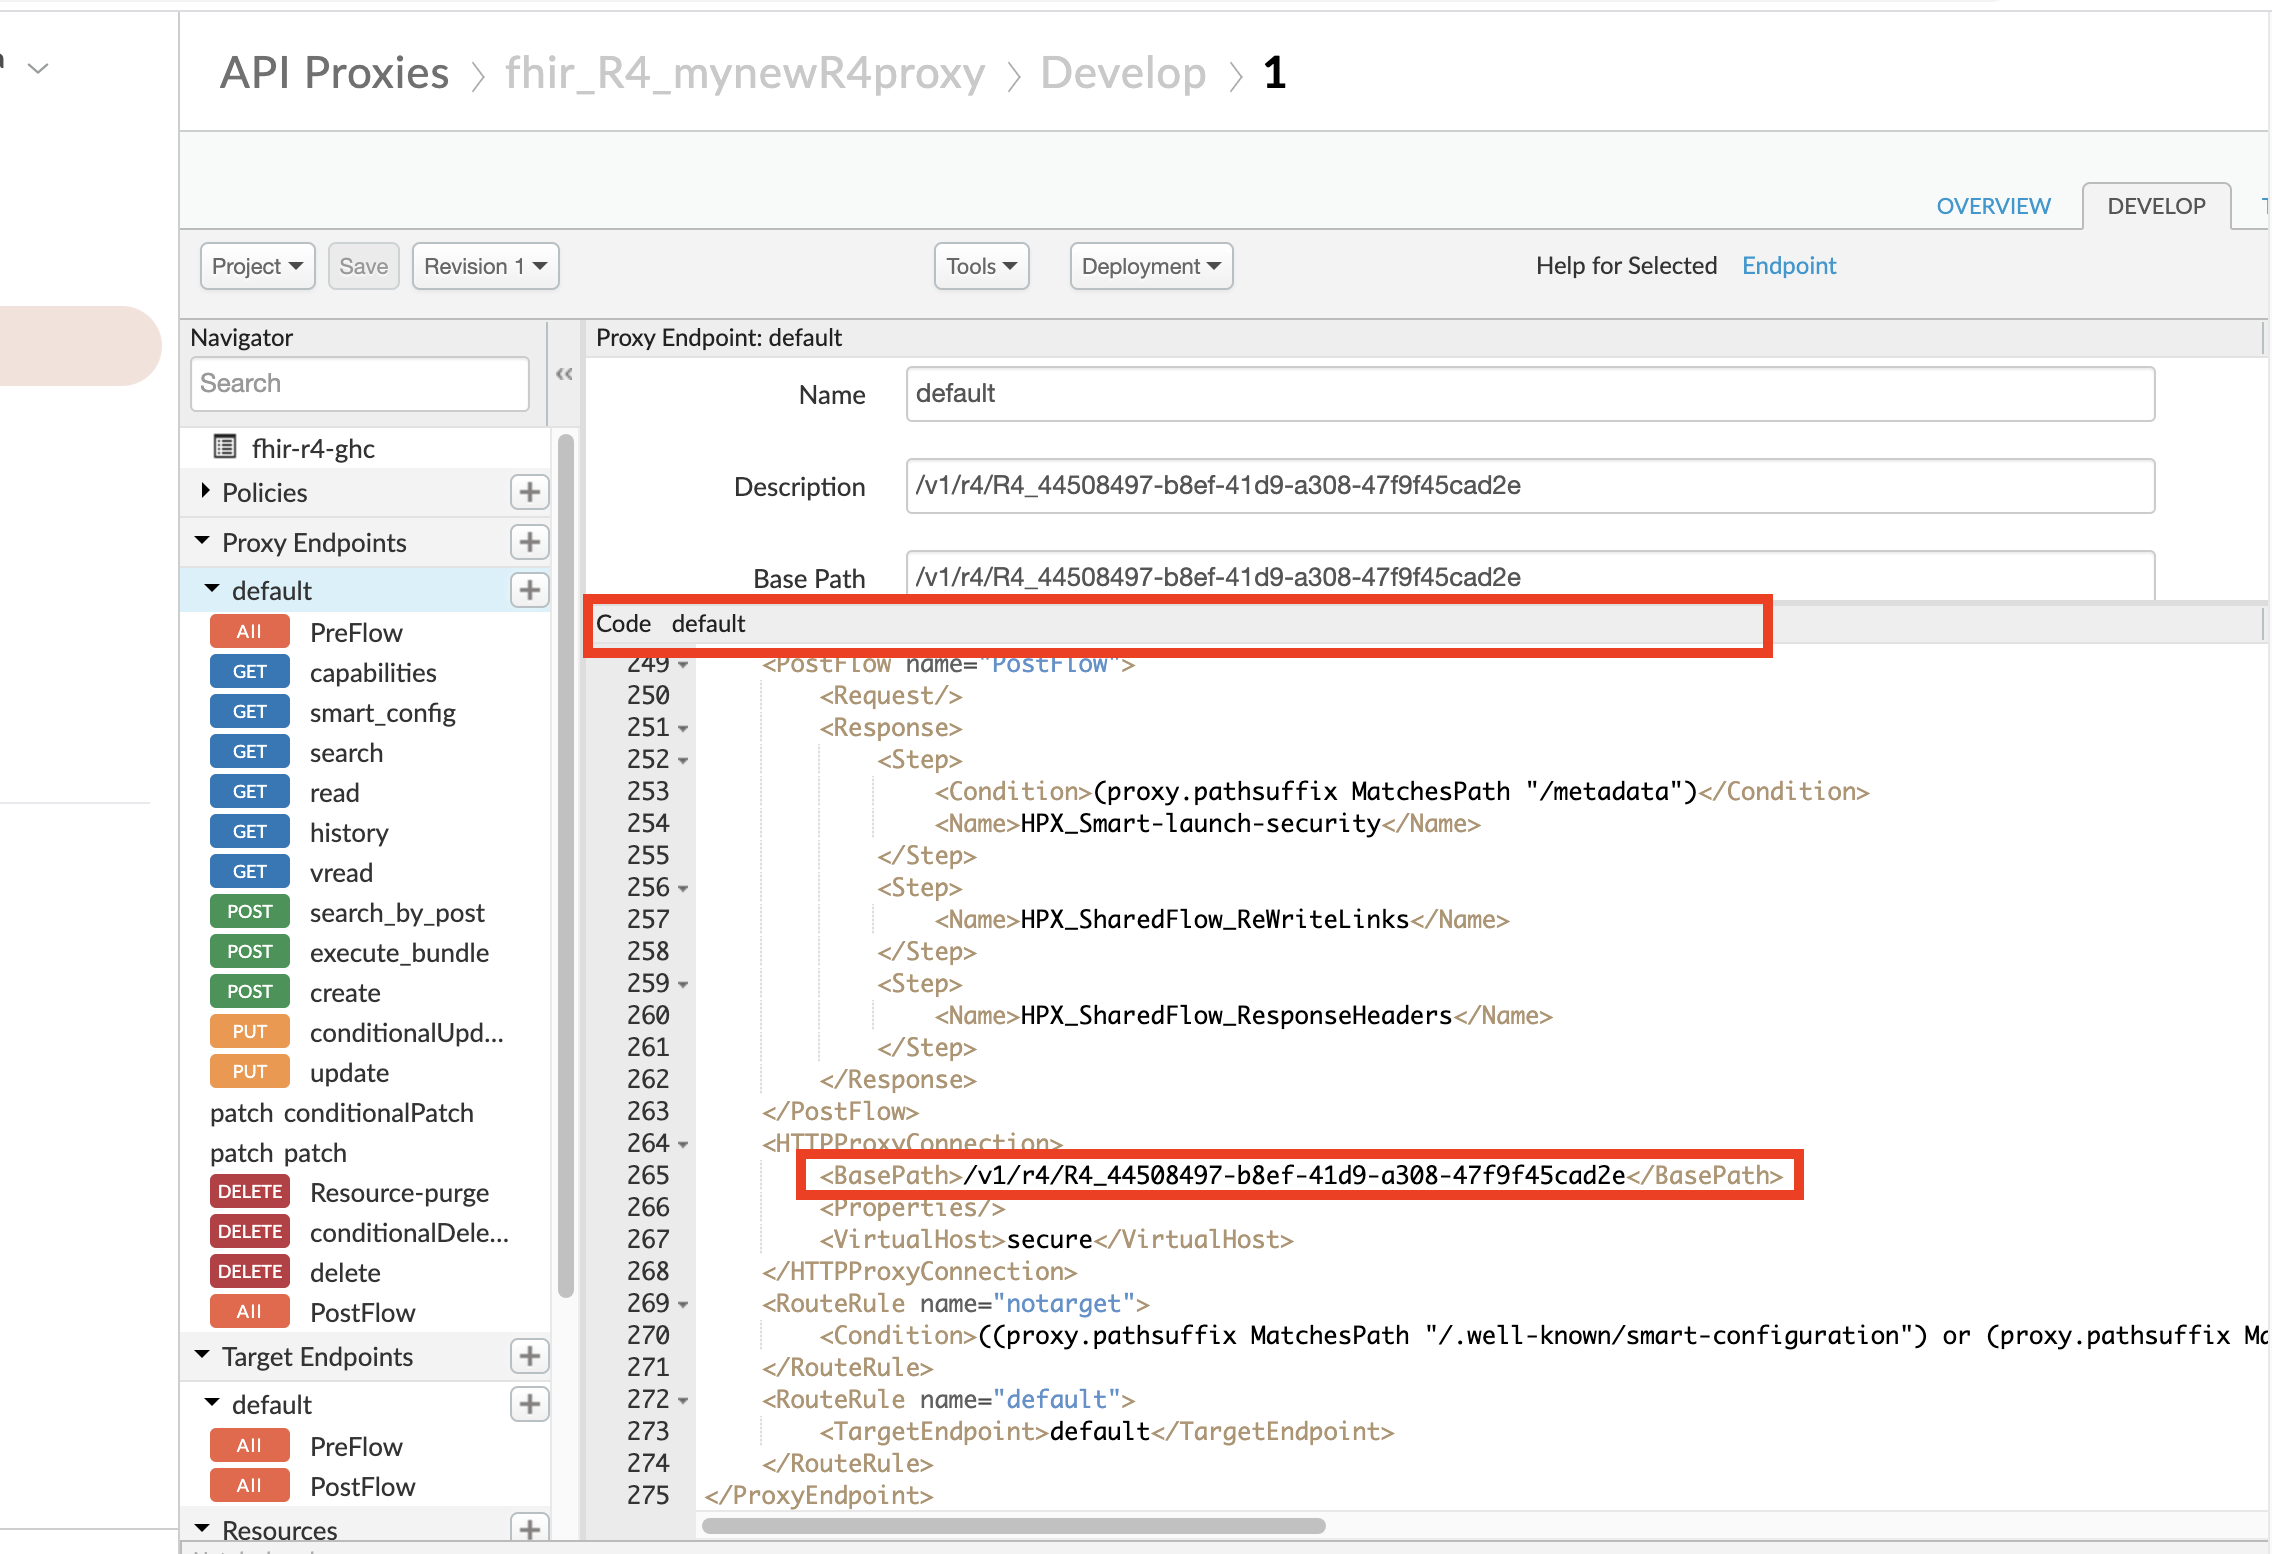 API Proxies > fhir_R4_mynewR4proxy > Develop > 1
OVERVIEW DEVELOP
Project Save Revision 1 Tools Deployment Help for Selected Endpoint
Navigator
Search
fhir-r4-ghc
Policies
Proxy Endpoints
default
All PreFlow
GET capabilities
GET smart_config
GET search
GET read
GET history
GET vread
POST search_by_post
POST execute_bundle
POST create
PUT conditionalUpd...
PUT update
patch conditionalPatch
patch patch
DELETE Resource-purge
DELETE conditionalDele...
DELETE delete
All PostFlow
Target Endpoints
default
All PreFlow
All PostFlow
Resources
Proxy Endpoint: default
Name default
Description /v1/r4/R4_44508497-b8ef-41d9-a308-47f9f45cad2e
Base Path /v1/r4/R4_44508497-b8ef-41d9-a308-47f9f45cad2e
Code default
249 <PostFlow name="PostFlow">
250 <Request/>
251 <Response>
252 <Step>
253 <Condition>(proxy.pathsuffix MatchesPath "/metadata")</Condition>
254 <Name>HPX_Smart-launch-security</Name>
255 </Step>
256 <Step>
257 <Name>HPX_SharedFlow_ReWriteLinks</Name>
258 </Step>
259 <Step>
260 <Name>HPX_SharedFlow_ResponseHeaders</Name>
261 </Step>
262 </Response>
263 </PostFlow>
264 <HTTPProxyConnection>
265 <BasePath>/v1/r4/R4_44508497-b8ef-41d9-a308-47f9f45cad2e</BasePath>
266 <Properties/>
267 <VirtualHost>secure</VirtualHost>
268 </HTTPProxyConnection>
269 <RouteRule name="notarget">
270 <Condition>((proxy.pathsuffix MatchesPath "/.well-known/smart-configuration") or (proxy.pathsuffix Ma
271 </RouteRule>
272 <RouteRule name="default">
273 <TargetEndpoint>default</TargetEndpoint>
274 </RouteRule>
275 </ProxyEndpoint>